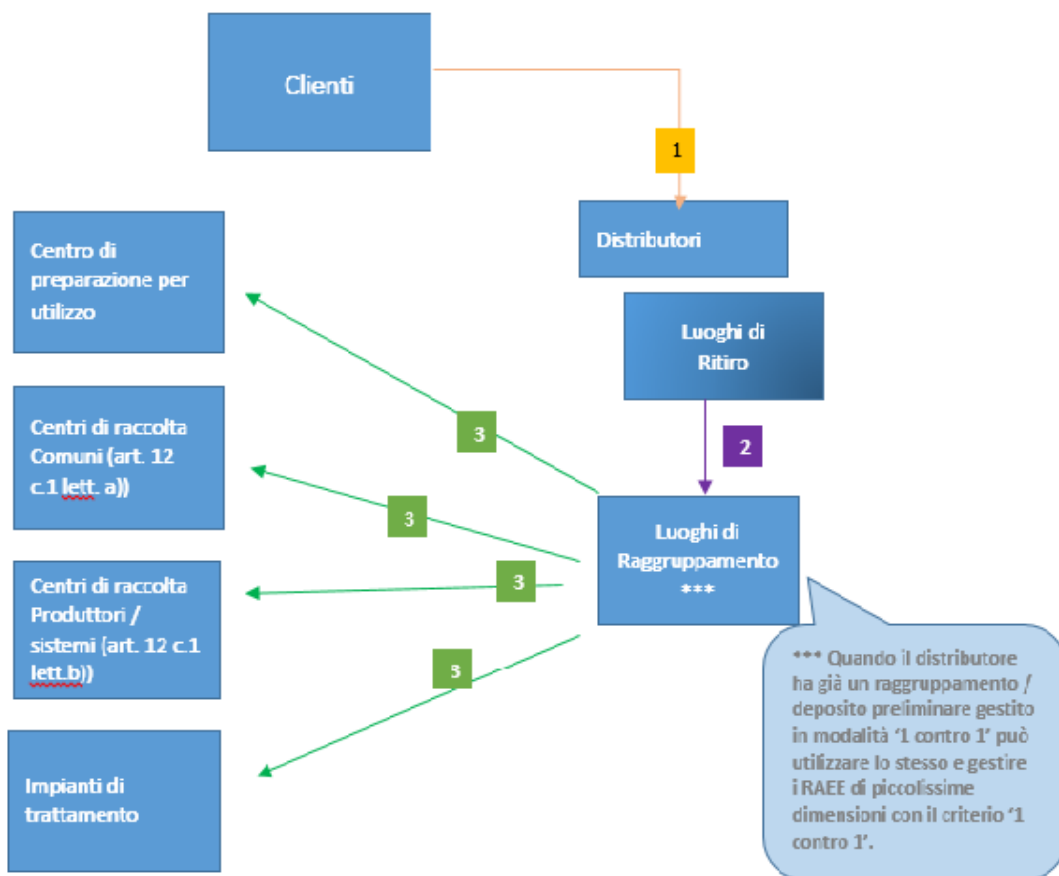 Clienti
1
Distributori
Centro di
preparazione per
utilizzo
Luoghi di
Ritiro
Centri di raccolta
Comuni (art. 12
c.1 lett. a))
3
2
3
Luoghi di
Raggruppamento
***
Centri di raccolta
Produttori /
sistemi (art. 12 c.1
lett.b))
3
3
*** Quando il distributore
ha già un raggruppamento /
deposito preliminare gestito
in modalità ‘1 contro 1’ può
utilizzare lo stesso e gestire
i RAEE di piccolissime
dimensioni con il criterio ‘1
contro 1’.
Impianti di
trattamento